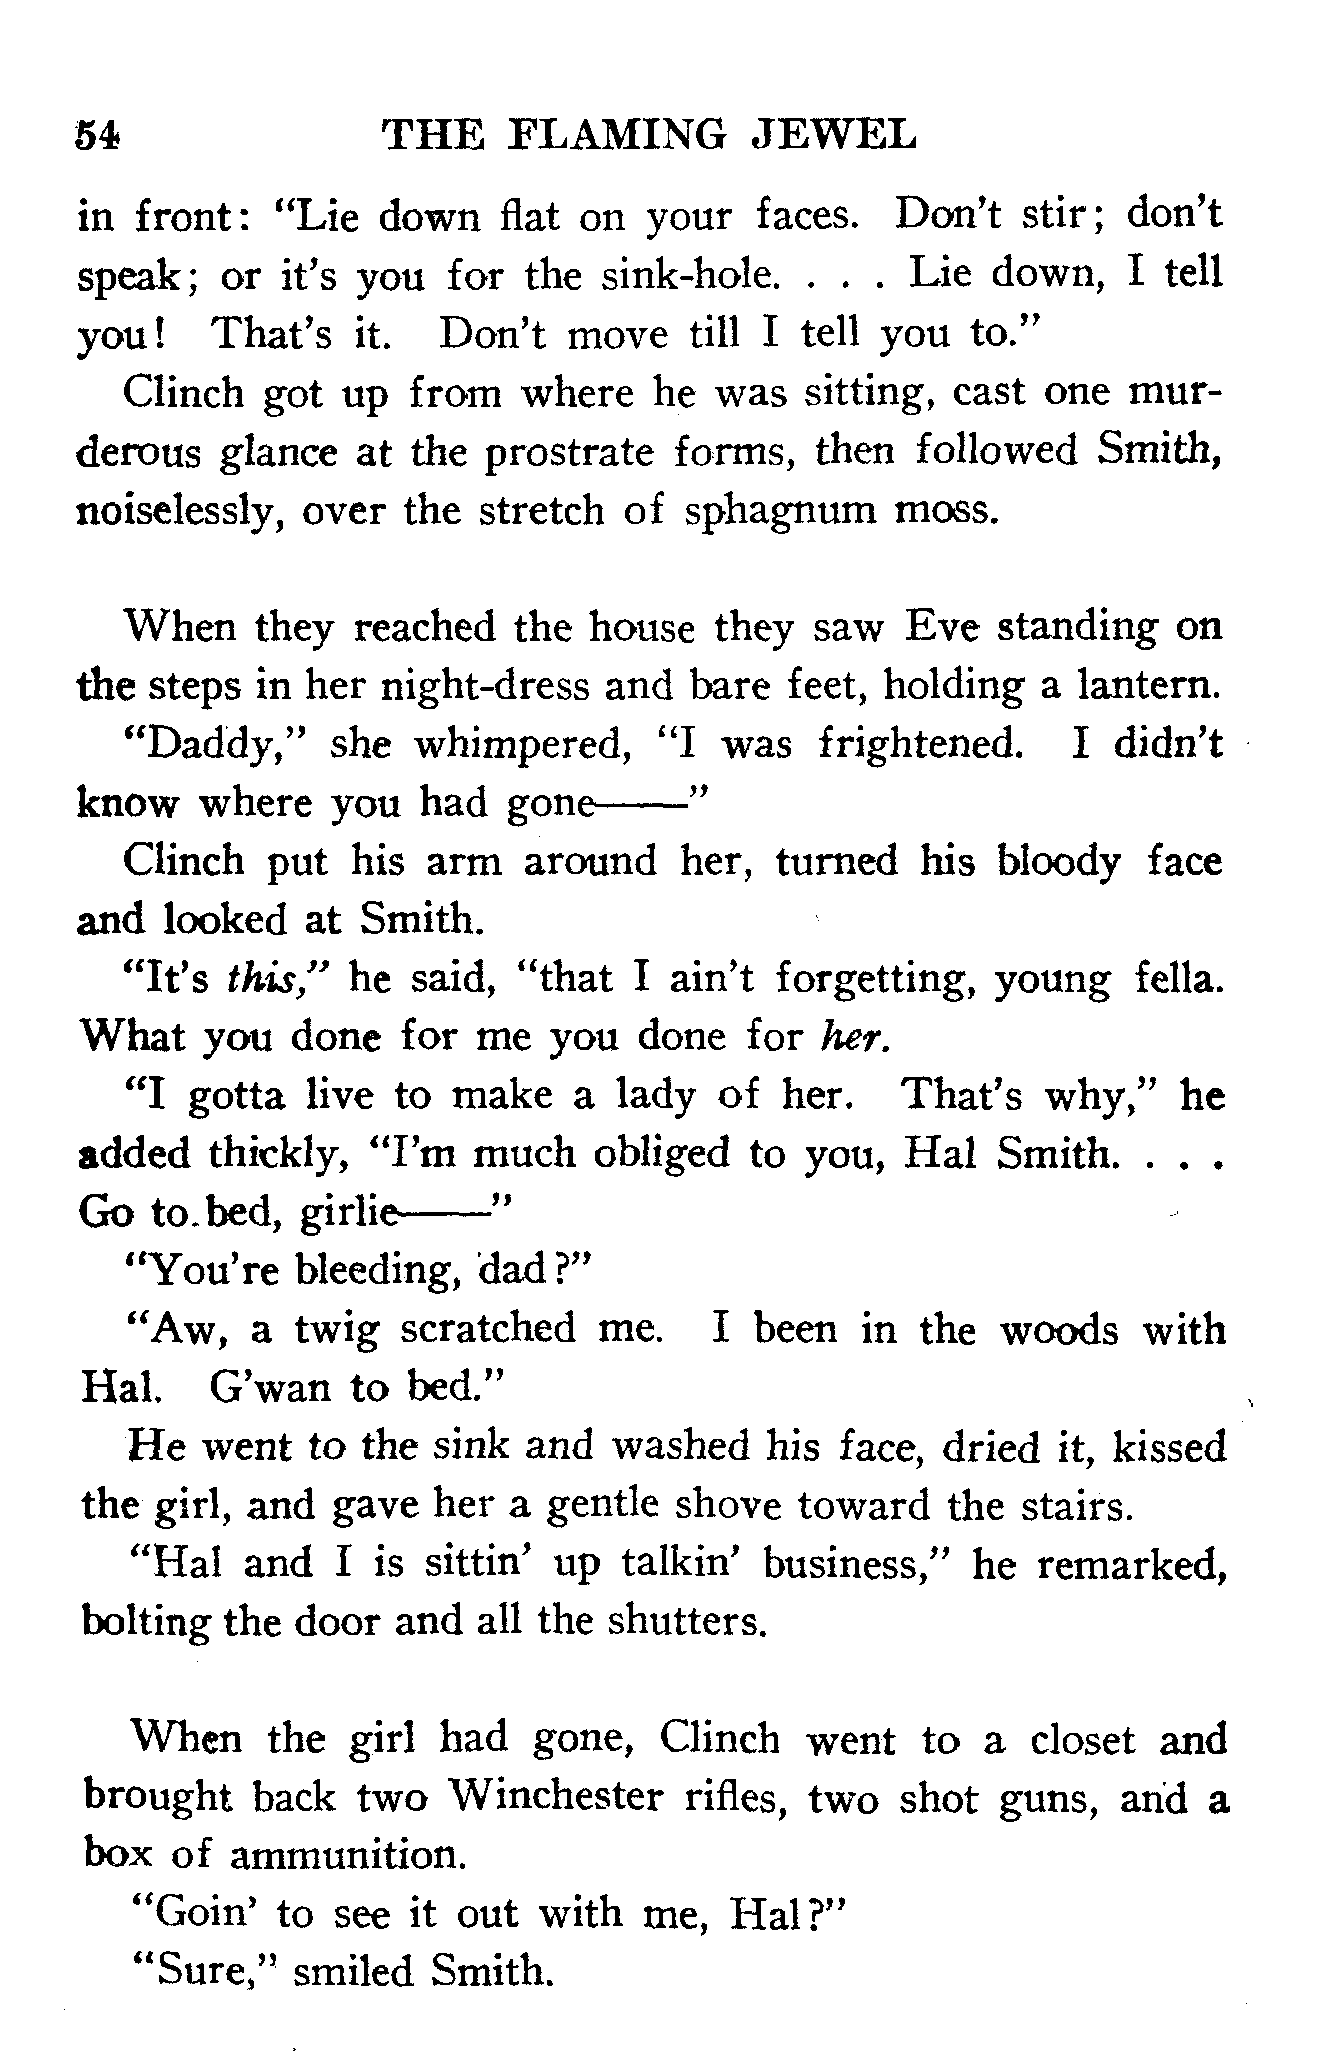 54 THE FLAMING JEWEL
in front: “Lie down flat on your faces. Don’t stir; don’t
speak; or it’s you for the sink-hole. . . . Lie down, I tell
you! That’s it. Don’t move till I tell you to.”
Clinch got up from where he was sitting, cast one mur-
derous glance at the prostrate forms, then followed Smith,
noiselessly, over the stretch of sphagnum moss.
When they reached the house they saw Eve standing on
the steps in her night-dress and bare feet, holding a lantern.
“Daddy,” she whimpered, “I was frightened. I didn’t
know where you had gone——”
Clinch put his arm around her, turned his bloody face
and looked at Smith.
“It’s this,” he said, “that I ain’t forgetting, young fella.
What you done for me you done for her.
“I gotta live to make a lady of her. That’s why,” he
added thickly, “I’m much obliged to you, Hal Smith. . . .
Go to bed, girlie——”
“You’re bleeding, dad?”
“Aw, a twig scratched me. I been in the woods with
Hal. G’wan to bed.”
He went to the sink and washed his face, dried it, kissed
the girl, and gave her a gentle shove toward the stairs.
“Hal and I is sittin’ up talkin’ business,” he remarked,
bolting the door and all the shutters.
When the girl had gone, Clinch went to a closet and
brought back two Winchester rifles, two shot guns, and a
box of ammunition.
“Goin’ to see it out with me, Hal?”
“Sure,” smiled Smith.